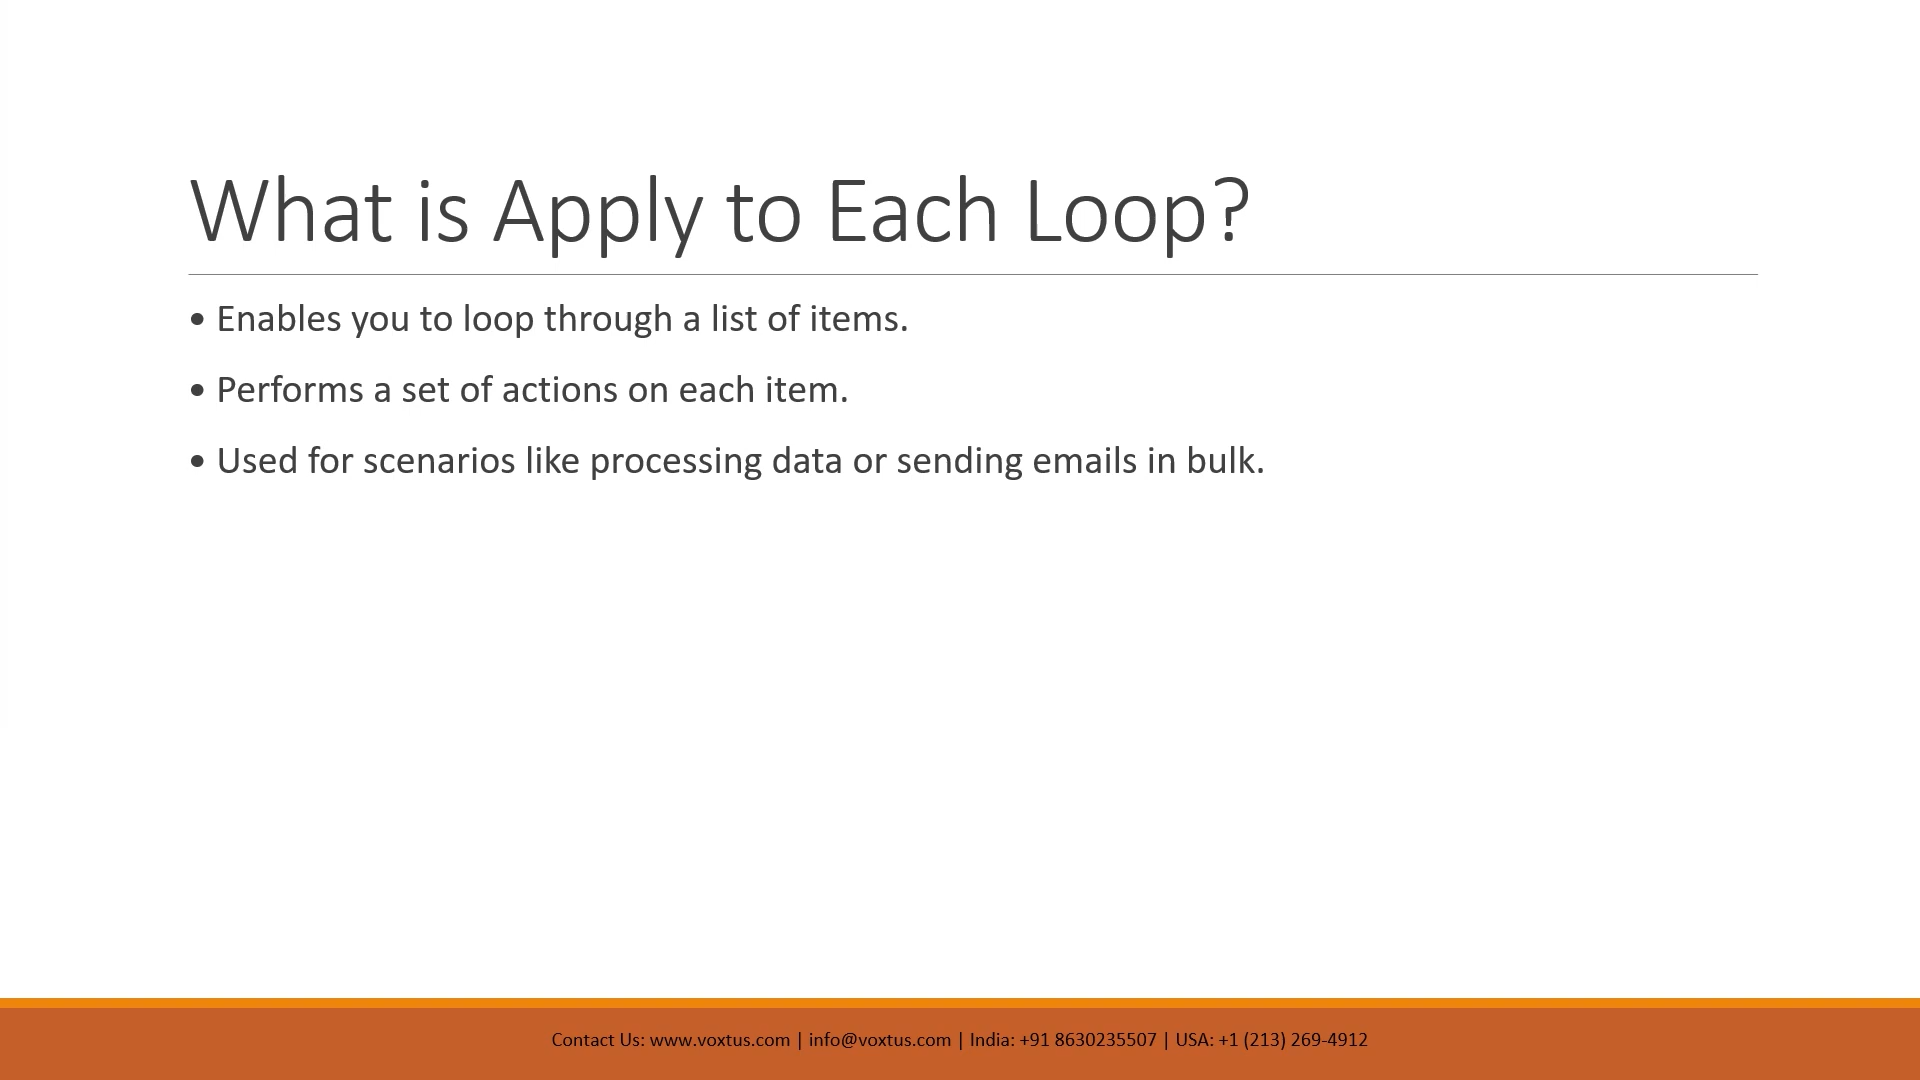 What is Apply to Each Loop?
• Enables you to loop through a list of items.
• Performs a set of actions on each item.
• Used for scenarios like processing data or sending emails in bulk.
Contact Us: www.voxtus.com | info@voxtus.com | India: +91 8630235507 | USA: +1 (213) 269-4912